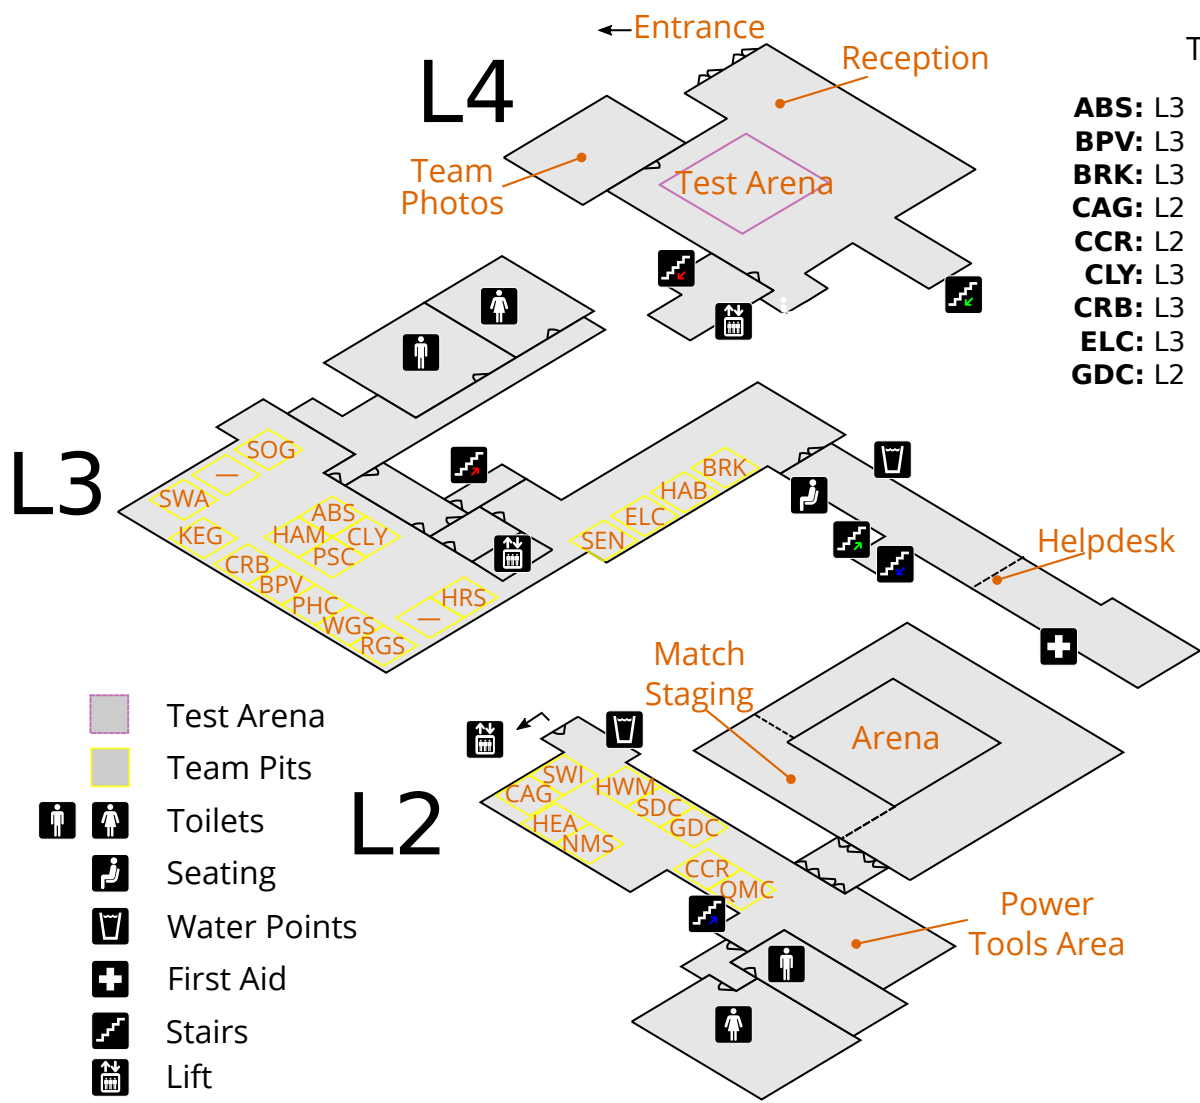 Entrance
Reception
T
L4
ABS: L3
BPV: L3
BRK: L3
CAG: L2
CCR: L2
CLY: L3
CRB: L3
ELC: L3
GDC: L2
Team
Photos
Test Arena
L3
SOG
—
SWA
KEG
ABS
HAM
CLY
PSC
CRB
BPV
PHC
WGS
RGS
HRS
—
BRK
HAB
ELC
SEN
Helpdesk
Match
Staging
Arena
L2
SWI
CAG
HWM
SDC
GDC
HEA
NMS
CCR
QMC
Power
Tools Area
Test Arena
Team Pits
Toilets
Seating
Water Points
First Aid
Stairs
Lift